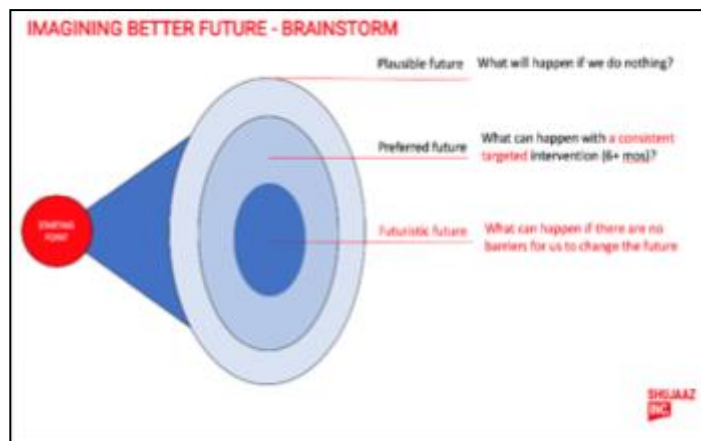 IMAGINING BETTER FUTURE - BRAINSTORM
Plausible future What will happen if we do nothing?
Preferred future What can happen with a consistent
targeted intervention (6+ mos)?
STARTING
POINT
Futuristic future What can happen if there are no
barriers for us to change the future
SHUJAAZ
INC.